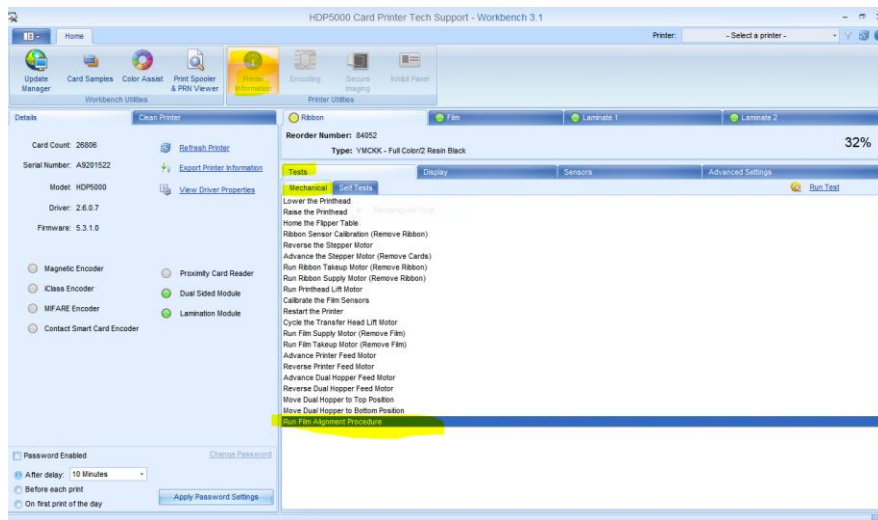 HDP5000 Card Printer Tech Support - Workbench 3.1
Home
Printer: - Select a printer -
Update Manager
Card Samples
Color Assist
Print Spooler & PRN Viewer
Printer Information
Encoding
Secure Imaging
Inhibit Panel
Workbench Utilities
Printer Utilities
Details
Clean Printer
Card Count: 26806
Refresh Printer
Serial Number: A9201522
Export Printer Information
Model: HDP5000
View Driver Properties
Driver: 2.6.0.7
Firmware: 5.3.1.0
Magnetic Encoder
Proximity Card Reader
iClass Encoder
Dual Sided Module
MIFARE Encoder
Lamination Module
Contact Smart Card Encoder
Password Enabled
Change Password
After delay: 10 Minutes
Before each print
On first print of the day
Apply Password Settings
Ribbon
Film
Laminate 1
Laminate 2
Reorder Number: 84052
Type: YMCKK - Full Color/2 Resin Black
32%
Tests
Display
Sensors
Advanced Settings
Mechanical
Self Tests
Run Test
Lower the Printhead
Raise the Printhead
Home the Flipper Table
Ribbon Sensor Calibration (Remove Ribbon)
Reverse the Stepper Motor
Advance the Stepper Motor (Remove Cards)
Run Ribbon Takeup Motor (Remove Ribbon)
Run Ribbon Supply Motor (Remove Ribbon)
Run Printhead Lift Motor
Calibrate the Film Sensors
Restart the Printer
Cycle the Transfer Head Lift Motor
Run Film Supply Motor (Remove Film)
Run Film Takeup Motor (Remove Film)
Advance Printer Feed Motor
Reverse Printer Feed Motor
Advance Dual Hopper Feed Motor
Reverse Dual Hopper Feed Motor
Move Dual Hopper to Top Position
Move Dual Hopper to Bottom Position
Run Film Alignment Procedure